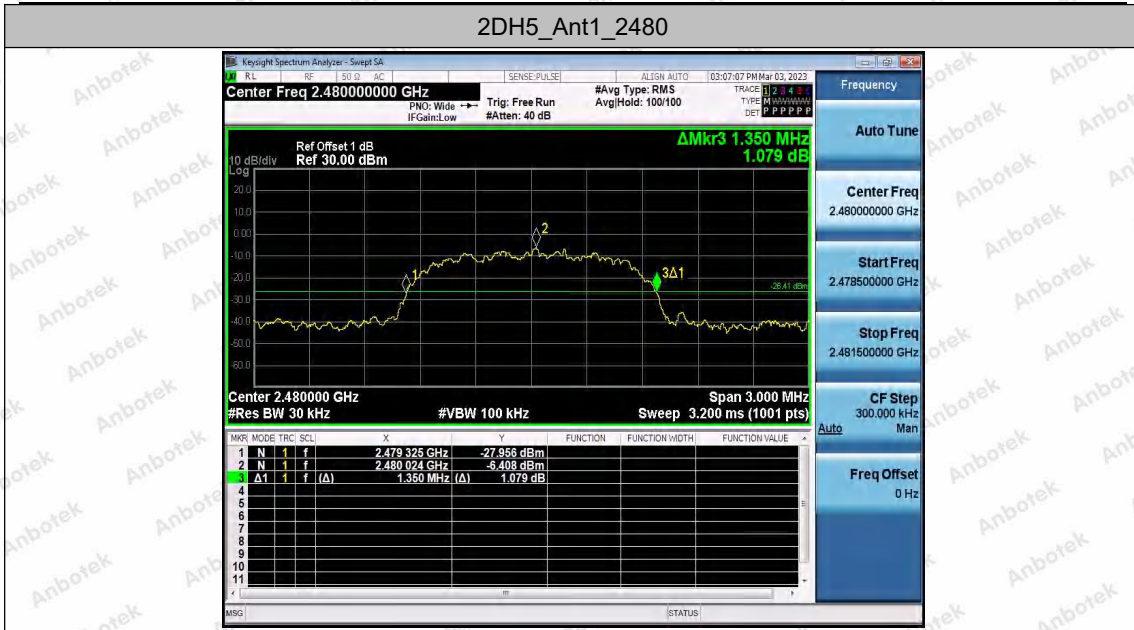 2DH5_Ant1_2480
Keysight Spectrum Analyzer - Swept SA
RL RF 50 Ω AC SENSE:PULSE ALIGN AUTO 03:07:07 PM Mar 03, 2023
Center Freq 2.480000000 GHz
PNO: Wide
IFGain:Low
Trig: Free Run
#Atten: 40 dB
#Avg Type: RMS
Avg|Hold: 100/100
TRACE 1 2 3 4 5 6
TYPE M W W W W W
DET P P P P P P
Frequency
ΔMkr3 1.350 MHz
1.079 dB
Ref Offset 1 dB
10 dB/div Ref 30.00 dBm
Log
20.0
10.0
0.00
-10.0
-20.0
-30.0
-40.0
-50.0
-60.0
1
2
3Δ1
-26.41 dBm
Center 2.480000 GHz Span 3.000 MHz
#Res BW 30 kHz #VBW 100 kHz Sweep 3.200 ms (1001 pts)
MKR MODE TRC SCL X Y FUNCTION FUNCTION WIDTH FUNCTION VALUE
1 N 1 f 2.479 325 GHz -27.956 dBm
2 N 1 f 2.480 024 GHz -6.408 dBm
3 Δ1 1 f (Δ) 1.350 MHz (Δ) 1.079 dB
4
5
6
7
8
9
10
11
MSG STATUS
Auto Tune
Center Freq
2.480000000 GHz
Start Freq
2.478500000 GHz
Stop Freq
2.481500000 GHz
CF Step
300.000 kHz
Auto Man
Freq Offset
0 Hz
Anbotek